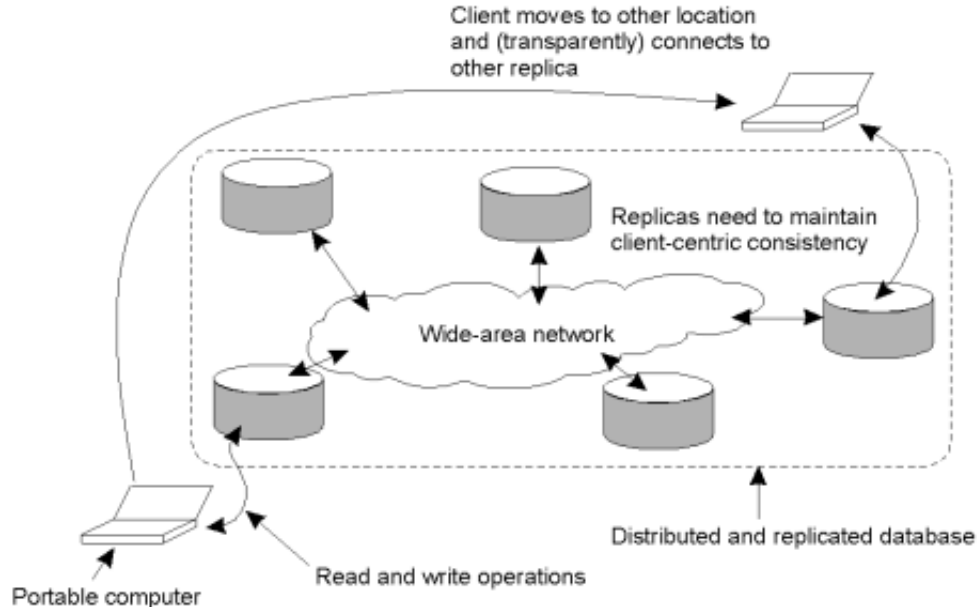 Client moves to other location
and (transparently) connects to
other replica
Replicas need to maintain
client-centric consistency
Wide-area network
Distributed and replicated database
Read and write operations
Portable computer